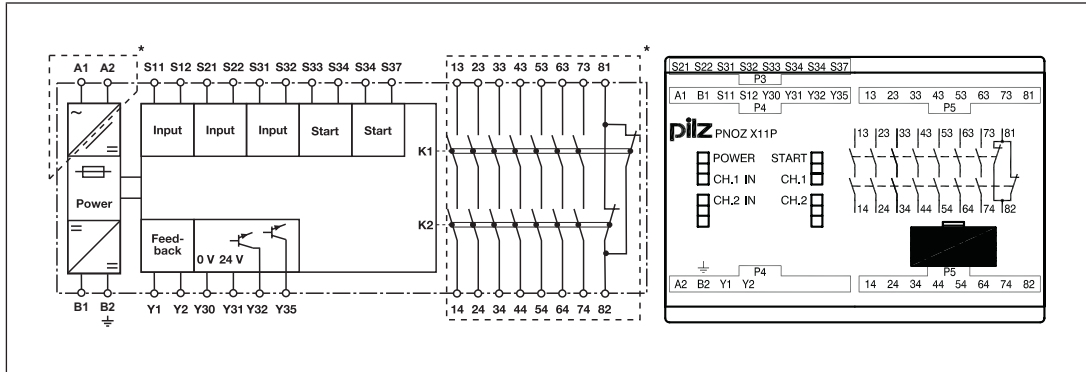 * *
A1 A2 S11 S12 S21 S22 S31 S32 S33 S34 S34 S37 13 23 33 43 53 63 73 81
~
=
Input Input Input Start Start
K1
Power
=
Feed-
back
0 V 24 V
K2
B1 B2 Y1 Y2 Y30 Y31 Y32 Y35 14 24 34 44 54 64 74 82
S21 S22 S31 S32 S33 S34 S34 S37
P3
A1 B1 S11 S12 Y30 Y31 Y32 Y35 13 23 33 43 53 63 73 81
P4 P5
pilz PNOZ X11P
POWER START
CH.1 IN CH.1
CH.2 IN CH.2
13 23 33 43 53 63 73 81
14 24 34 44 54 64 74 82
P4 P5
A2 B2 Y1 Y2 14 24 34 44 54 64 74 82